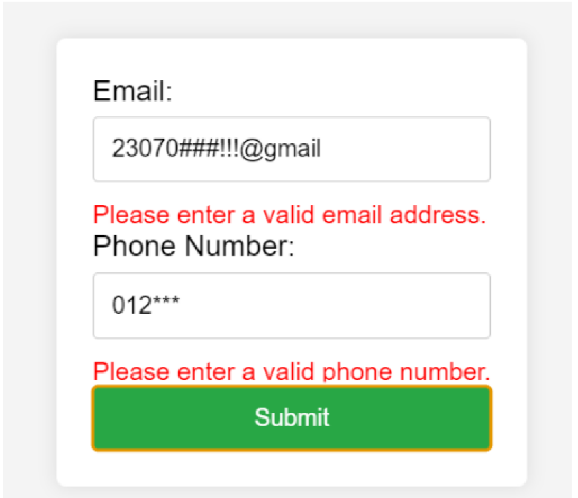 Email:
23070###!!!@gmail
Please enter a valid email address.
Phone Number:
012***
Please enter a valid phone number.
Submit